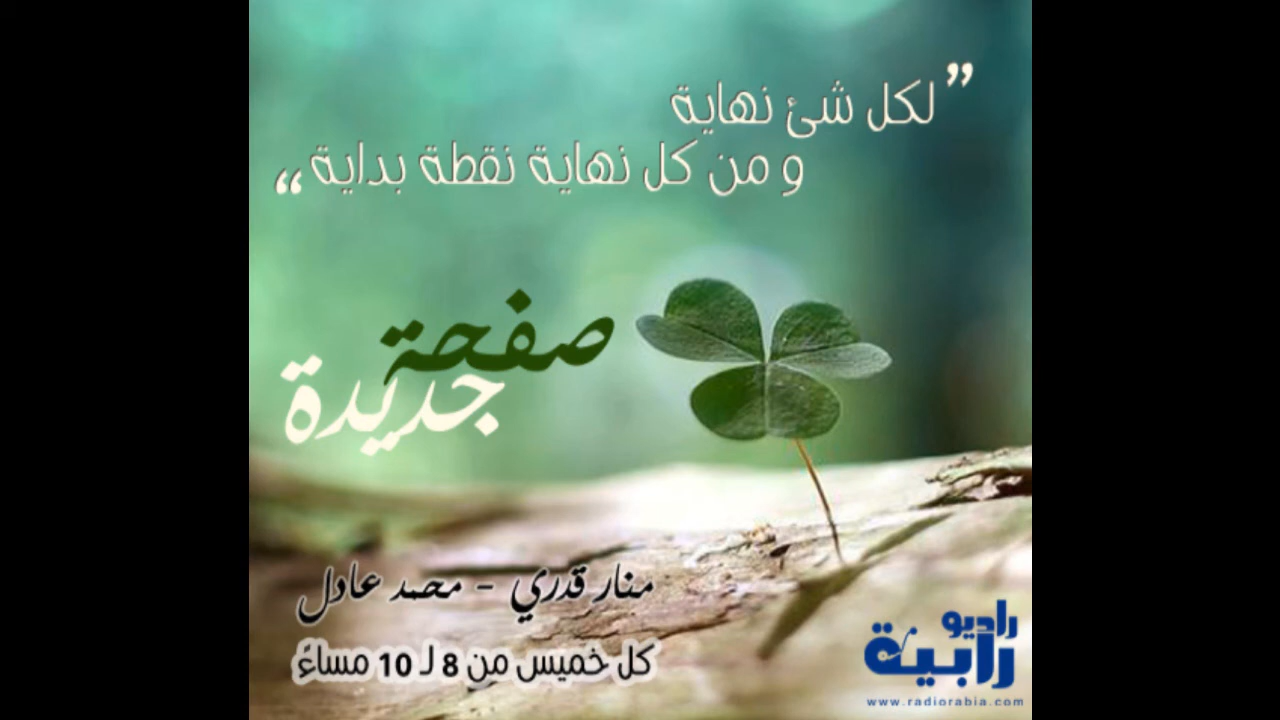 ”لكل شئ نهاية
و من كل نهاية نقطة بداية“
صفحة
جديدة
منار قدري - محمد عادل
كل خميس من 8 لـ 10 مساءً
راديو
رابية
www.radiorabia.com